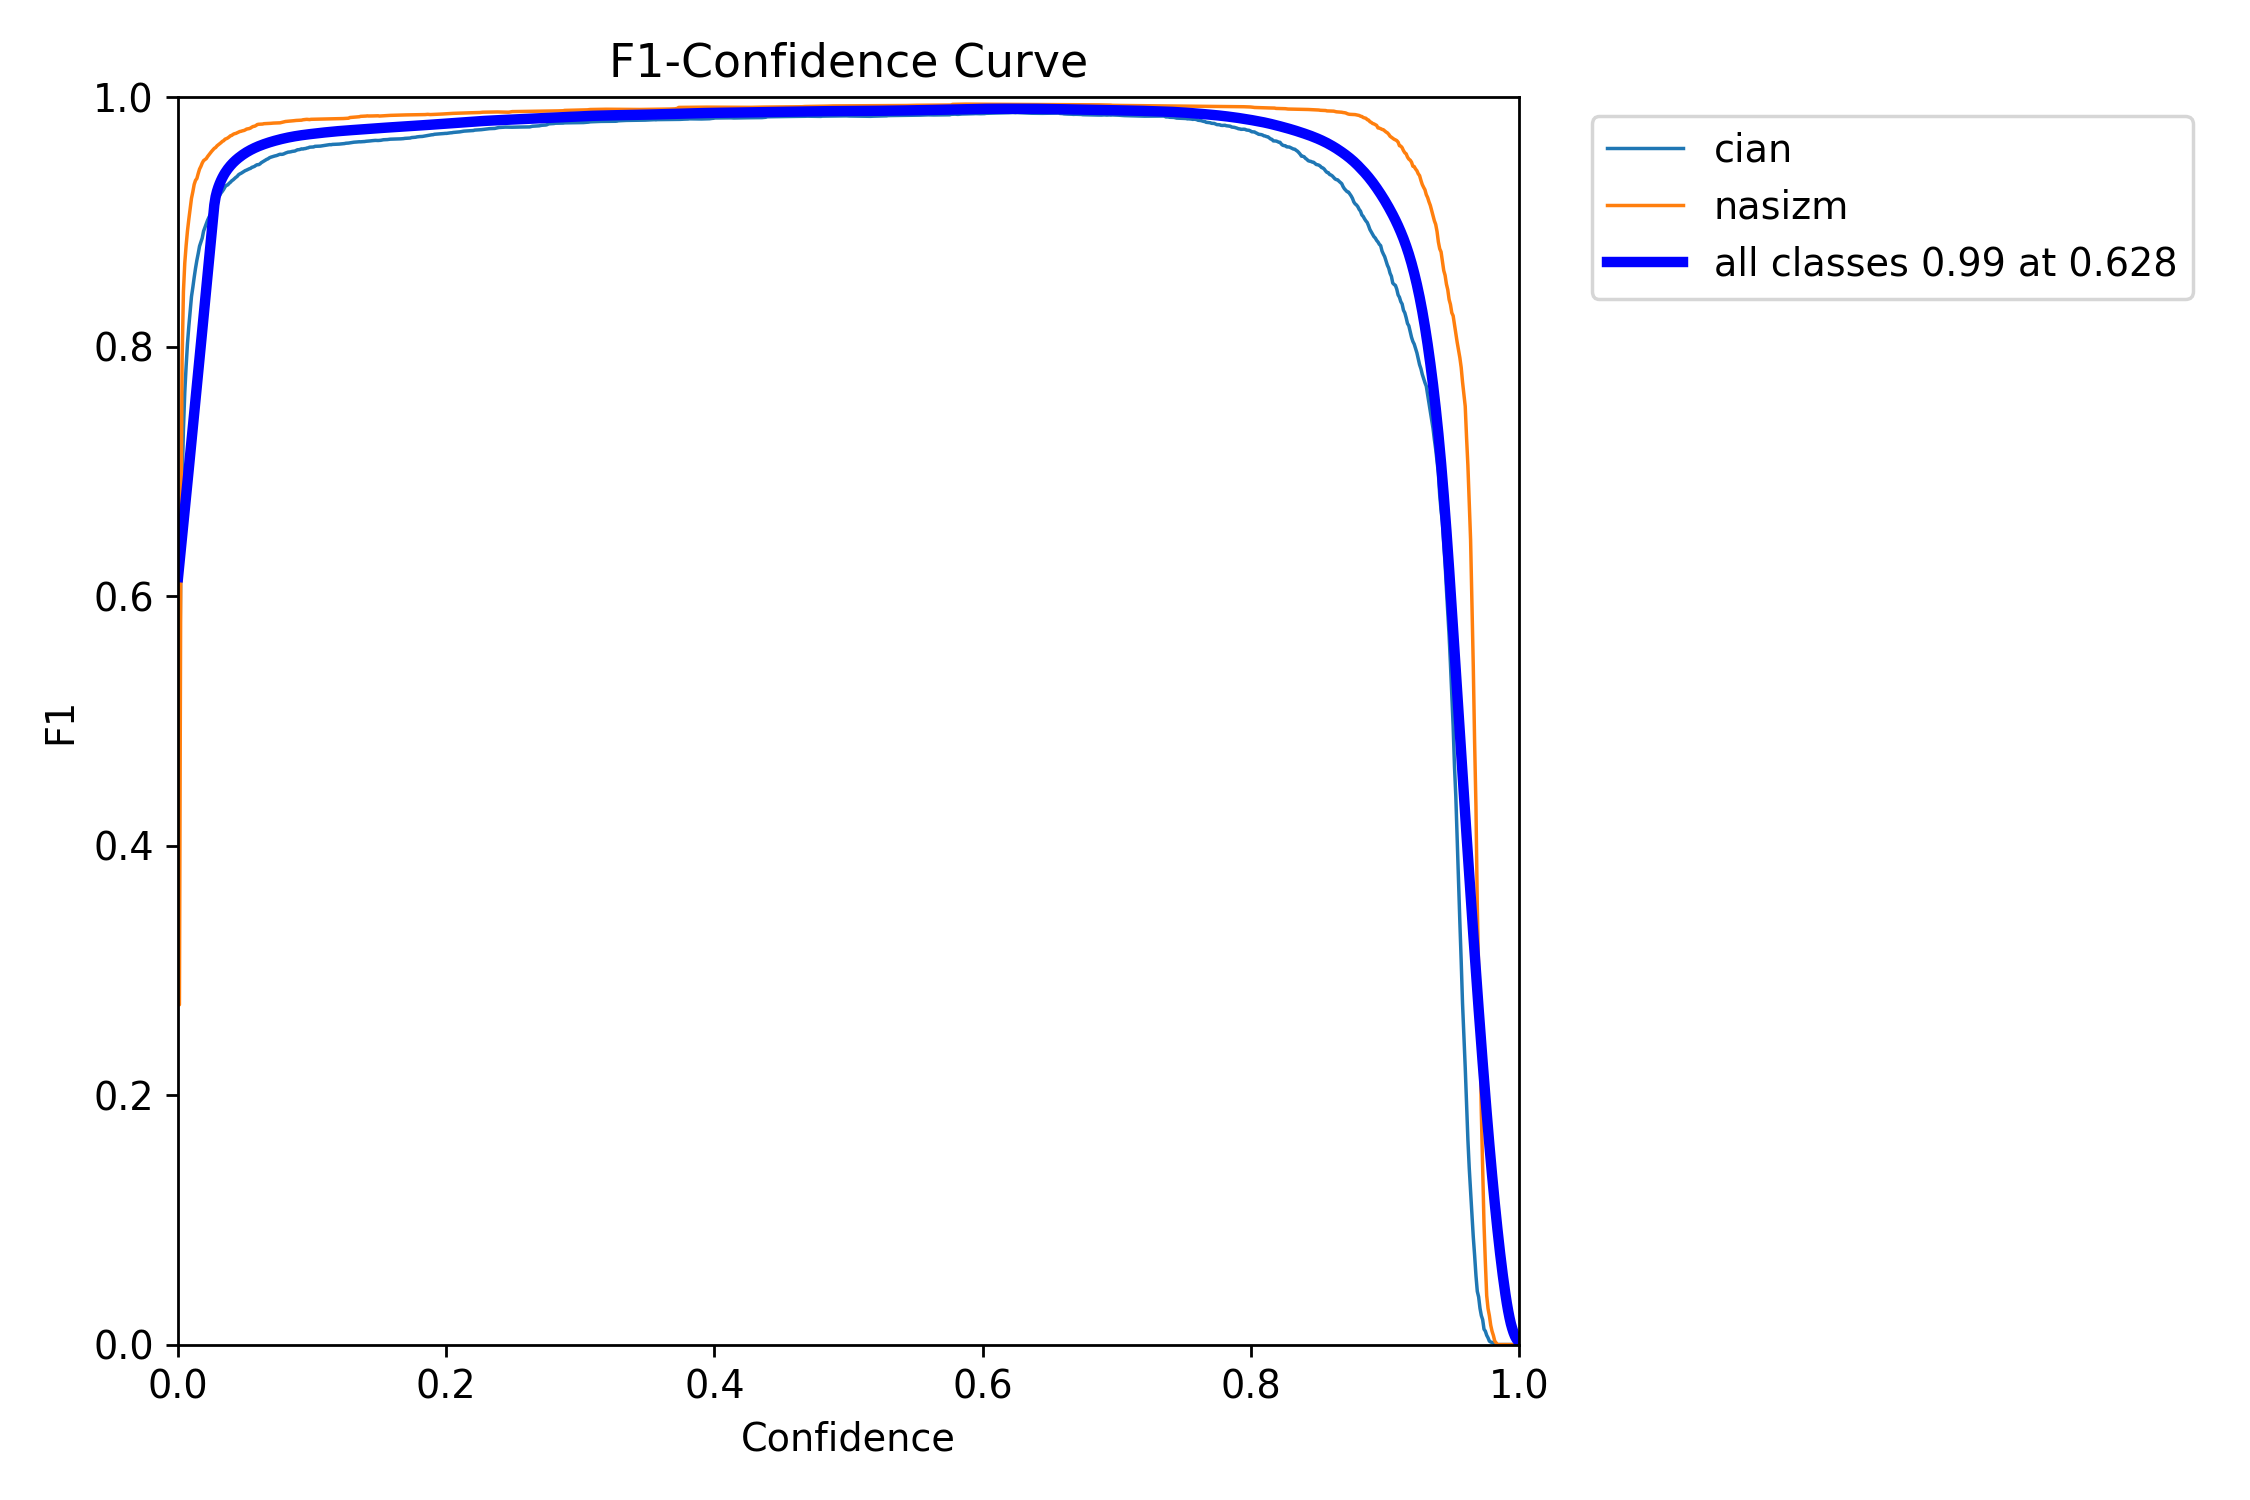 F1-Confidence Curve
1.0
0.8
0.6
0.4
0.2
0.0
F1
0.0 0.2 0.4 0.6 0.8 1.0
Confidence
cian
nasizm
all classes 0.99 at 0.628